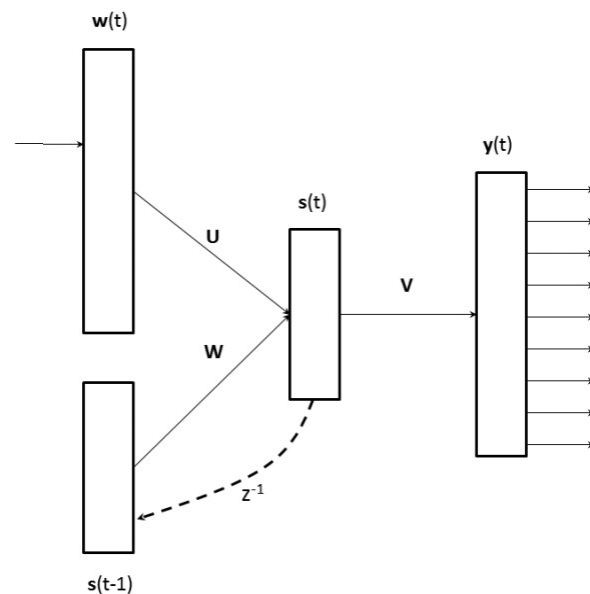 w(t)
y(t)
s(t)
U
V
W
z⁻¹
s(t-1)